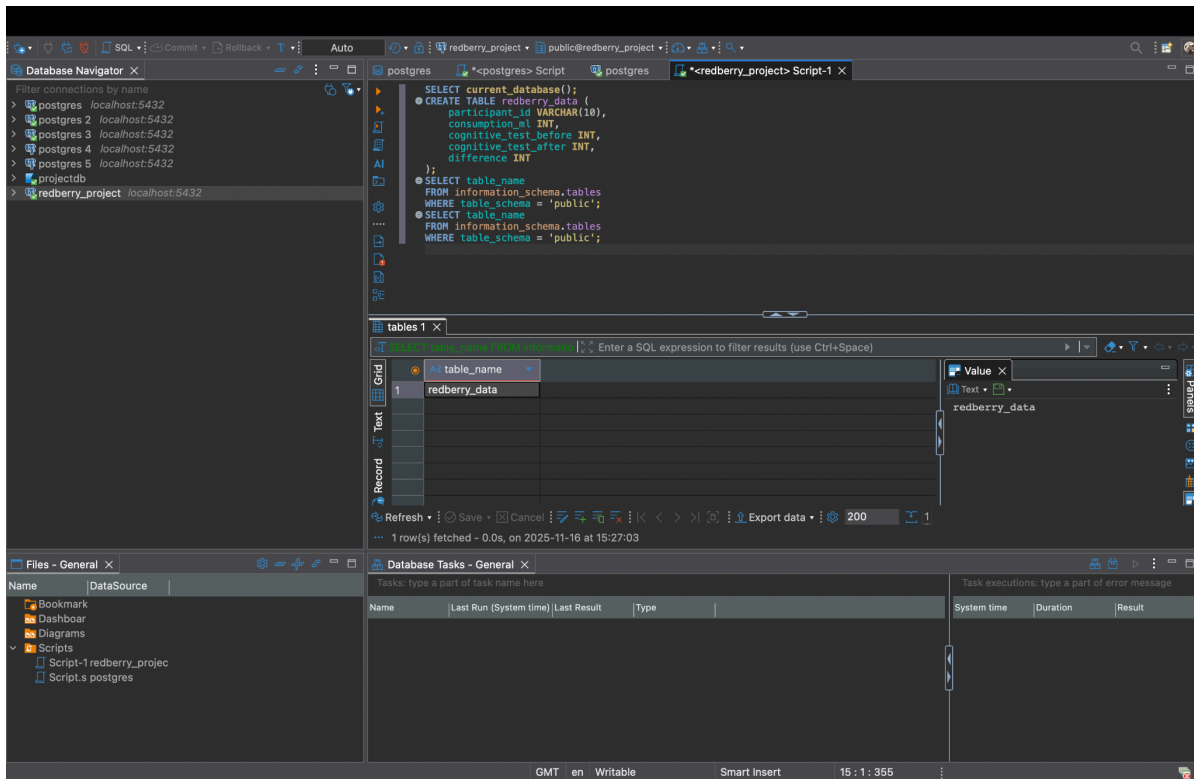 SQL Commit Rollback T Auto redberry_project public@redberry_project
Database Navigator
Filter connections by name
postgres localhost:5432
postgres 2 localhost:5432
postgres 3 localhost:5432
postgres 4 localhost:5432
postgres 5 localhost:5432
projectdb
redberry_project localhost:5432
postgres *<postgres> Script postgres *<redberry_project> Script-1
SELECT current_database();
CREATE TABLE redberry_data (
participant_id VARCHAR(10),
consumption_ml INT,
cognitive_test_before INT,
cognitive_test_after INT,
difference INT
);
SELECT table_name
FROM information_schema.tables
WHERE table_schema = 'public';
SELECT table_name
FROM information_schema.tables
WHERE table_schema = 'public';
AI
tables 1
SELECT table_name FROM informatio Enter a SQL expression to filter results (use Ctrl+Space)
Grid
Text
Record
AZ table_name
1 redberry_data
Value
Text
redberry_data
Panels
Refresh Save Cancel Export data 200 1
1 row(s) fetched - 0.0s, on 2025-11-16 at 15:27:03
Files - General
Name DataSource
Bookmark
Dashboar
Diagrams
Scripts
Script-1 redberry_projec
Script.s postgres
Database Tasks - General
Tasks: type a part of task name here
Name Last Run (System time) Last Result Type
Task executions: type a part of error message
System time Duration Result
GMT en Writable Smart Insert 15 : 1 : 355